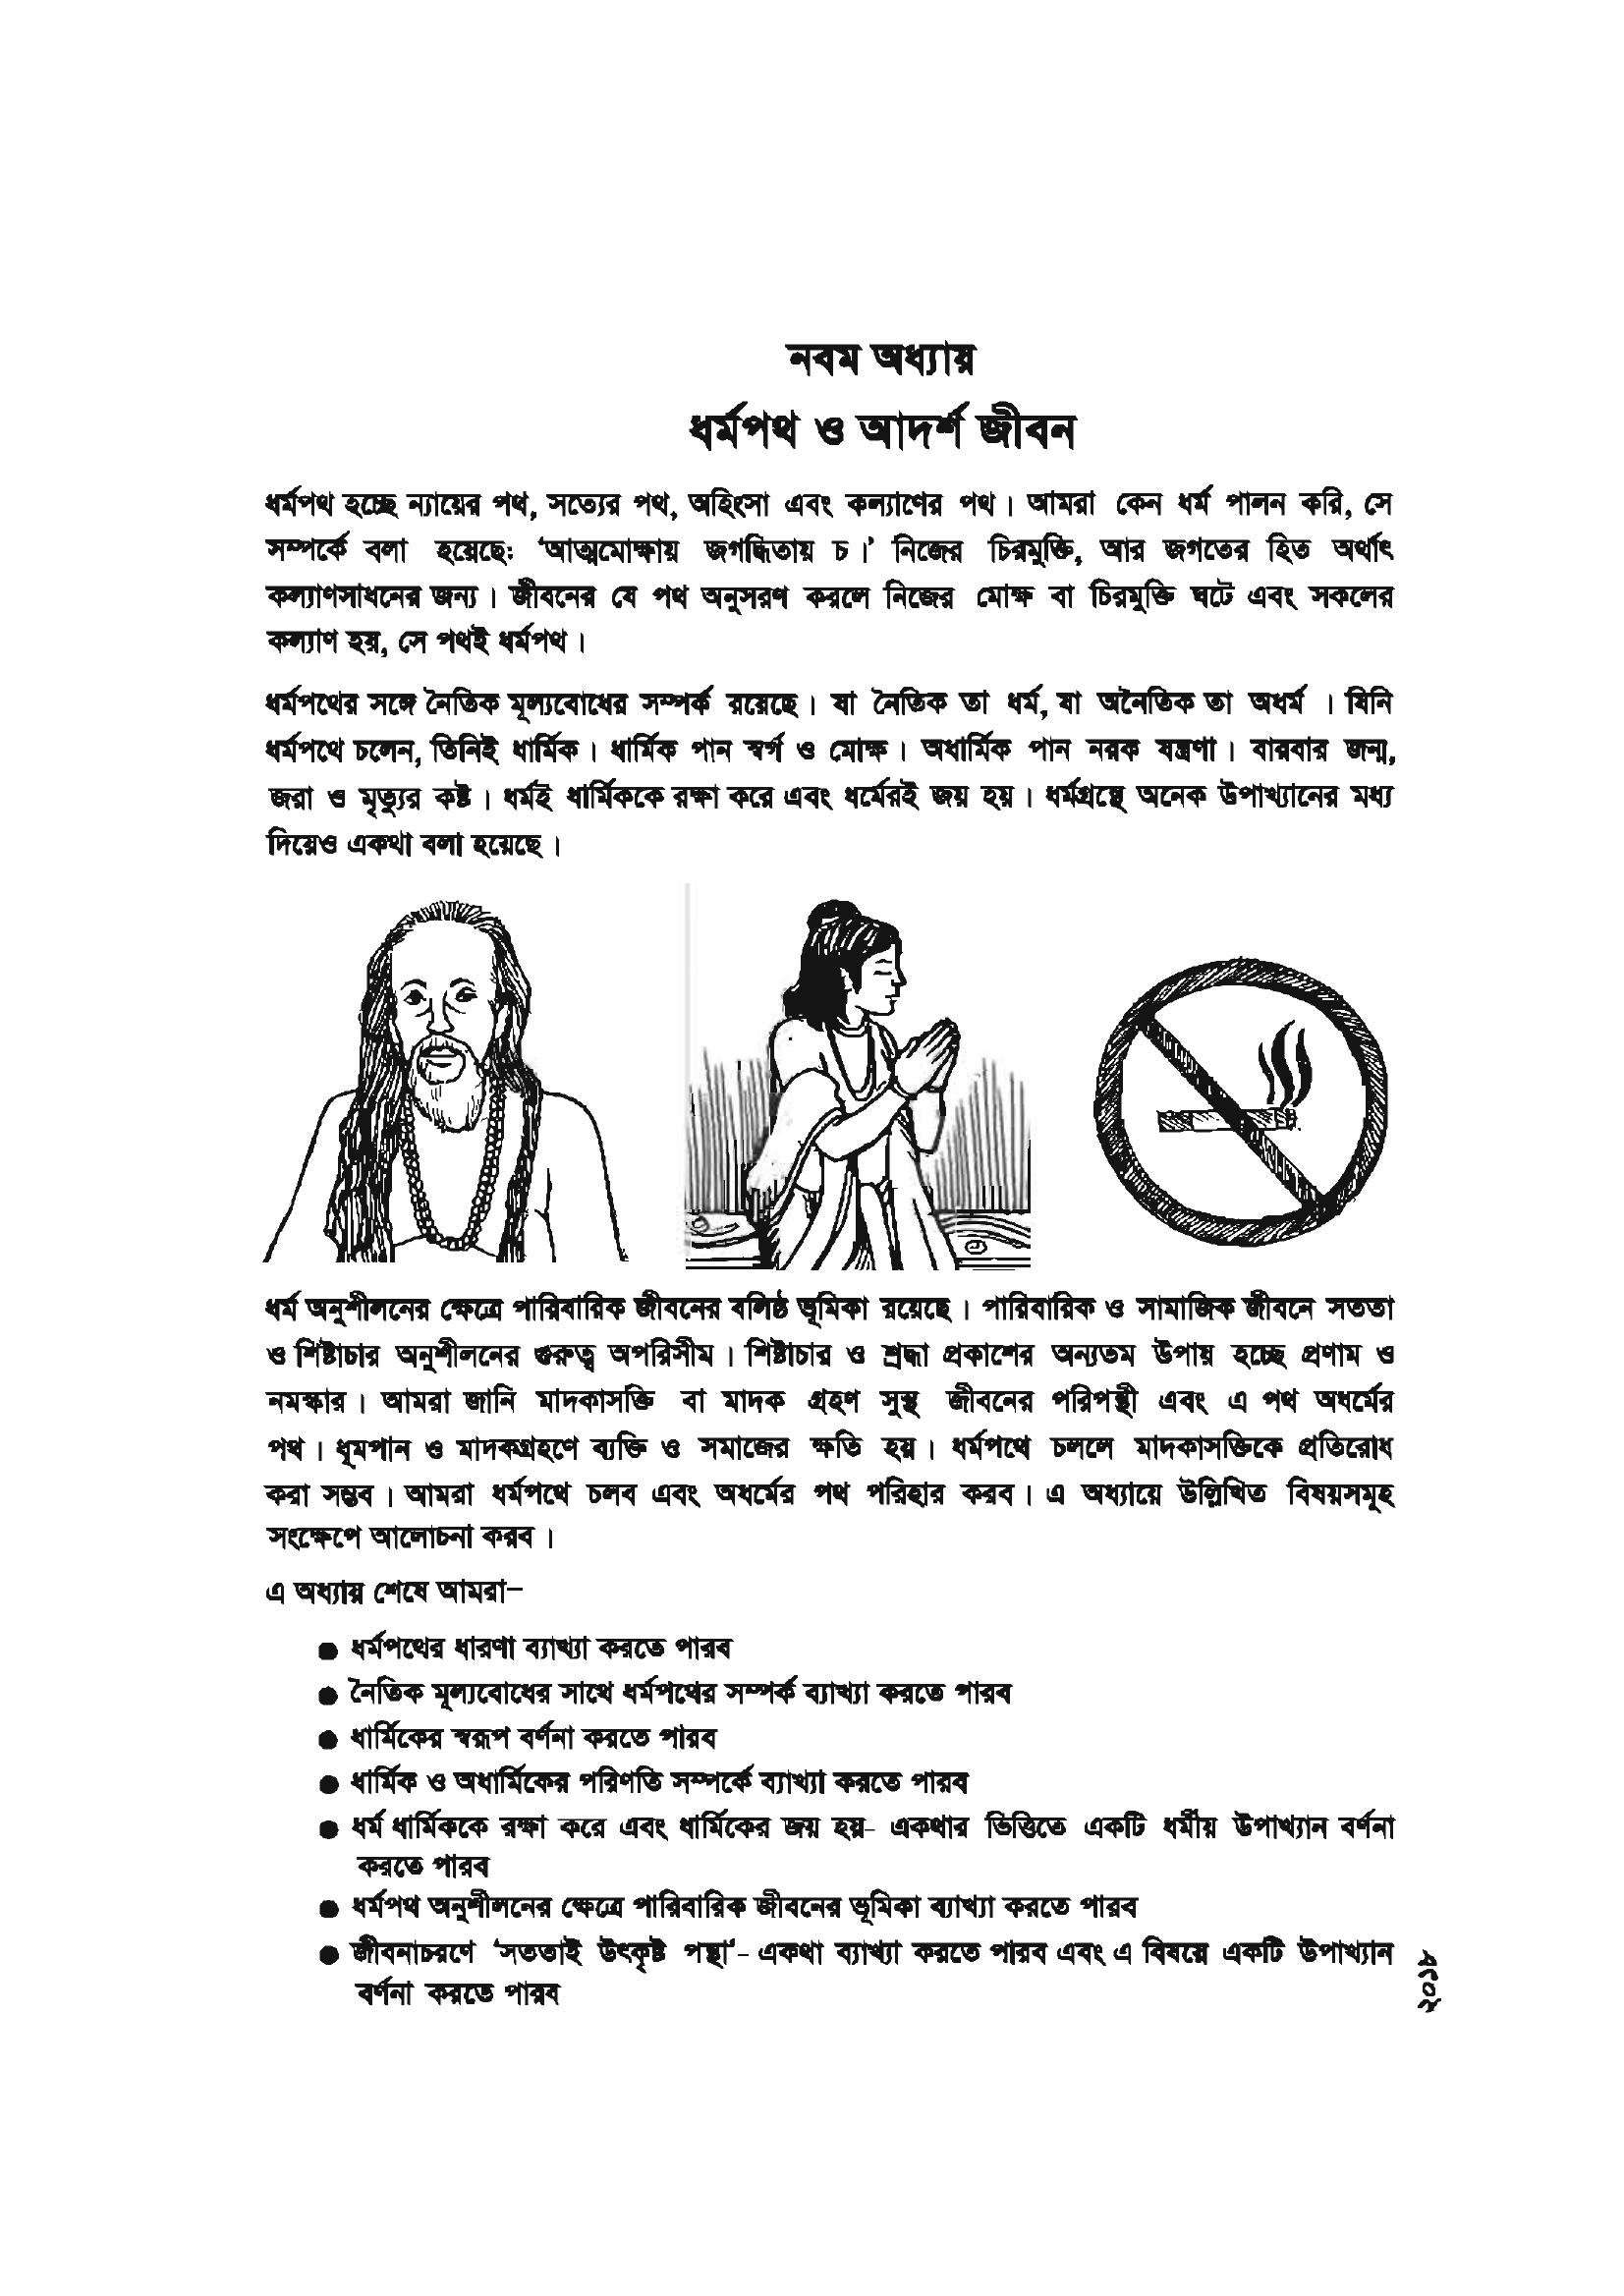 নবম অধ্যায়
ধর্মপথ ও আদর্শ জীবন
ধর্মপথ হচ্ছে ন্যায়ের পথ, সত্যের পথ, অহিংসা এবং কল্যাণের পথ। আমরা কেন ধর্ম পালন করি, সে
সম্পর্কে বলা হয়েছে: ‘আত্মমোক্ষায় জগদ্ধিতায় চ।’ নিজের চিরমুক্তি, আর জগতের হিত অর্থাৎ
কল্যাণসাধনের জন্য। জীবনের যে পথ অনুসরণ করলে নিজের মোক্ষ বা চিরমুক্তি ঘটে এবং সকলের
কল্যাণ হয়, সে পথই ধর্মপথ।
ধর্মপথের সঙ্গে নৈতিক মূল্যবোধের সম্পর্ক রয়েছে। যা নৈতিক তা ধর্ম, যা অনৈতিক তা অধর্ম । যিনি
ধর্মপথে চলেন, তিনিই ধার্মিক। ধার্মিক পান স্বর্গ ও মোক্ষ। অধার্মিক পান নরক যন্ত্রণা। বারবার জন্ম,
জরা ও মৃত্যুর কষ্ট। ধর্মই ধার্মিককে রক্ষা করে এবং ধর্মেরই জয় হয়। ধর্মগ্রন্থে অনেক উপাখ্যানের মধ্য
দিয়েও একথা বলা হয়েছে।
ধর্ম অনুশীলনের ক্ষেত্রে পারিবারিক জীবনের বলিষ্ঠ ভূমিকা রয়েছে। পারিবারিক ও সামাজিক জীবনে সততা
ও শিষ্টাচার অনুশীলনের গুরুত্ব অপরিসীম। শিষ্টাচার ও শ্রদ্ধা প্রকাশের অন্যতম উপায় হচ্ছে প্রণাম ও
নমস্কার। আমরা জানি মাদকাসক্তি বা মাদক গ্রহণ সুস্থ জীবনের পরিপন্থী এবং এ পথ অধর্মের
পথ। ধূমপান ও মাদকগ্রহণে ব্যক্তি ও সমাজের ক্ষতি হয়। ধর্মপথে চললে মাদকাসক্তিকে প্রতিরোধ
করা সম্ভব। আমরা ধর্মপথে চলব এবং অধর্মের পথ পরিহার করব। এ অধ্যায়ে উল্লিখিত বিষয়সমূহ
সংক্ষেপে আলোচনা করব।
এ অধ্যায় শেষে আমরা–
● ধর্মপথের ধারণা ব্যাখ্যা করতে পারব
● নৈতিক মূল্যবোধের সাথে ধর্মপথের সম্পর্ক ব্যাখ্যা করতে পারব
● ধার্মিকের স্বরূপ বর্ণনা করতে পারব
● ধার্মিক ও অধার্মিকের পরিণতি সম্পর্কে ব্যাখ্যা করতে পারব
● ধর্ম ধার্মিককে রক্ষা করে এবং ধার্মিকের জয় হয়- একথার ভিত্তিতে একটি ধর্মীয় উপাখ্যান বর্ণনা
করতে পারব
● ধর্মপথ অনুশীলনের ক্ষেত্রে পারিবারিক জীবনের ভূমিকা ব্যাখ্যা করতে পারব
● জীবনাচরণে ‘সততাই উৎকৃষ্ট পন্থা’- একথা ব্যাখ্যা করতে পারব এবং এ বিষয়ে একটি উপাখ্যান
বর্ণনা করতে পারব
২০১৮